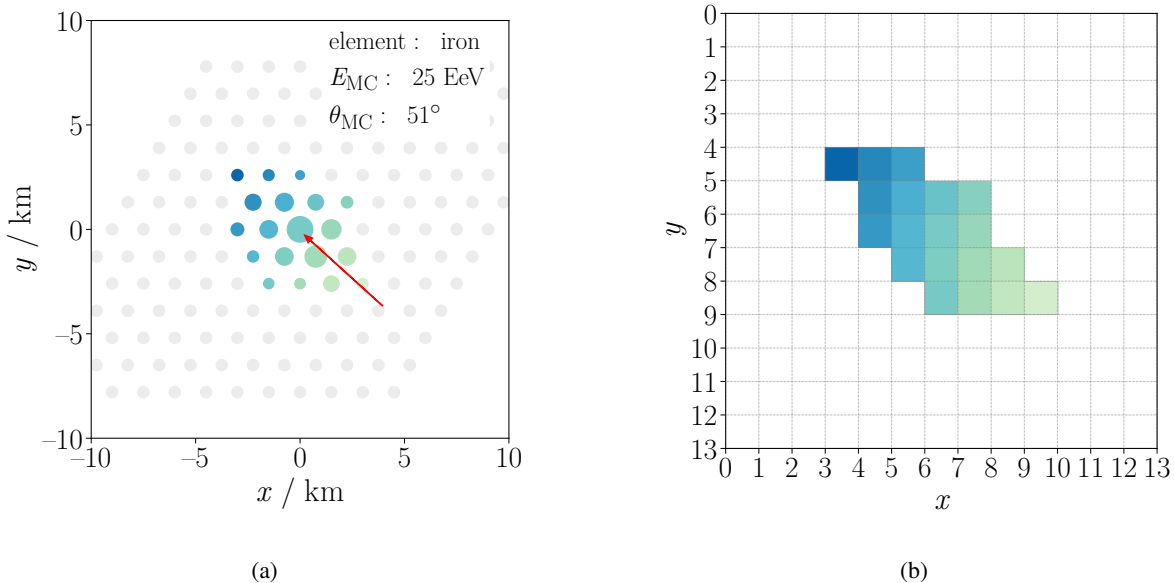 10
5
0
−5
−10
y / km
element : iron
E_MC : 25 EeV
θ_MC : 51°
−10 −5 0 5 10
x / km
(a)
0
1
2
3
4
5
6
7
8
9
10
11
12
13
y
0 1 2 3 4 5 6 7 8 9 10 11 12 13
x
(b)